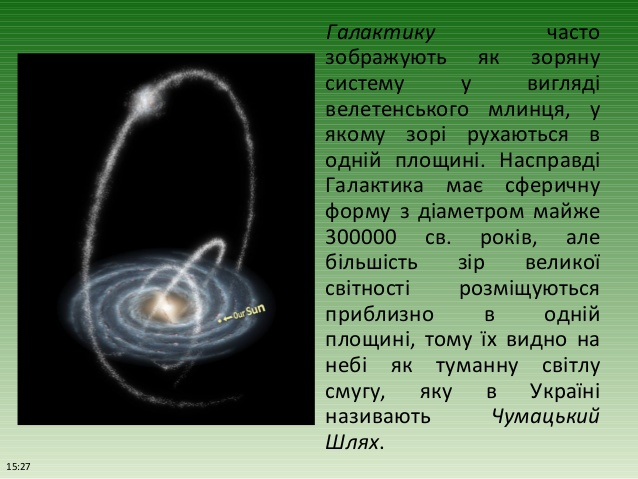 Галактику часто
зображують як зоряну
систему у вигляді
велетенського млинця, у
якому зорі рухаються в
одній площині. Насправді
Галактика має сферичну
форму з діаметром майже
300000 св. років, але
більшість зір великої
світності розміщуються
приблизно в одній
площині, тому їх видно на
небі як туманну світлу
смугу, яку в Україні
називають Чумацький
Шлях.
←Our Sun
15:27